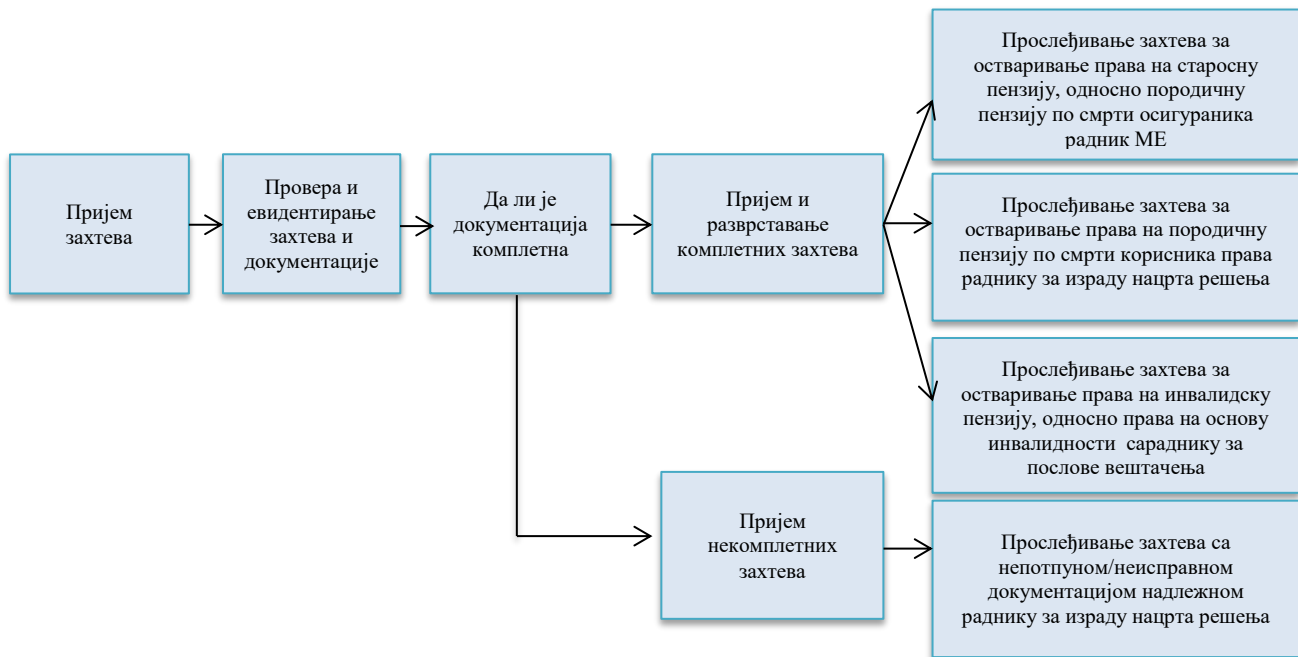 Пријем
захтева
Провера и
евидентирање
захтева и
документације
Да ли је
документација
комплетна
Пријем и
разврставање
комплетних захтева
Прослеђивање захтева за
остваривање права на старосну
пензију, односно породичну
пензију по смрти осигураника
радник МЕ
Прослеђивање захтева за
остваривање права на породичну
пензију по смрти корисника права
раднику за израду нацрта решења
Прослеђивање захтева за
остваривање права на инвалидску
пензију, односно права на основу
инвалидности сараднику за
послове вештачења
Пријем
некомплетних
захтева
Прослеђивање захтева са
непотпуном/неисправном
документацијом надлежном
раднику за израду нацрта решења